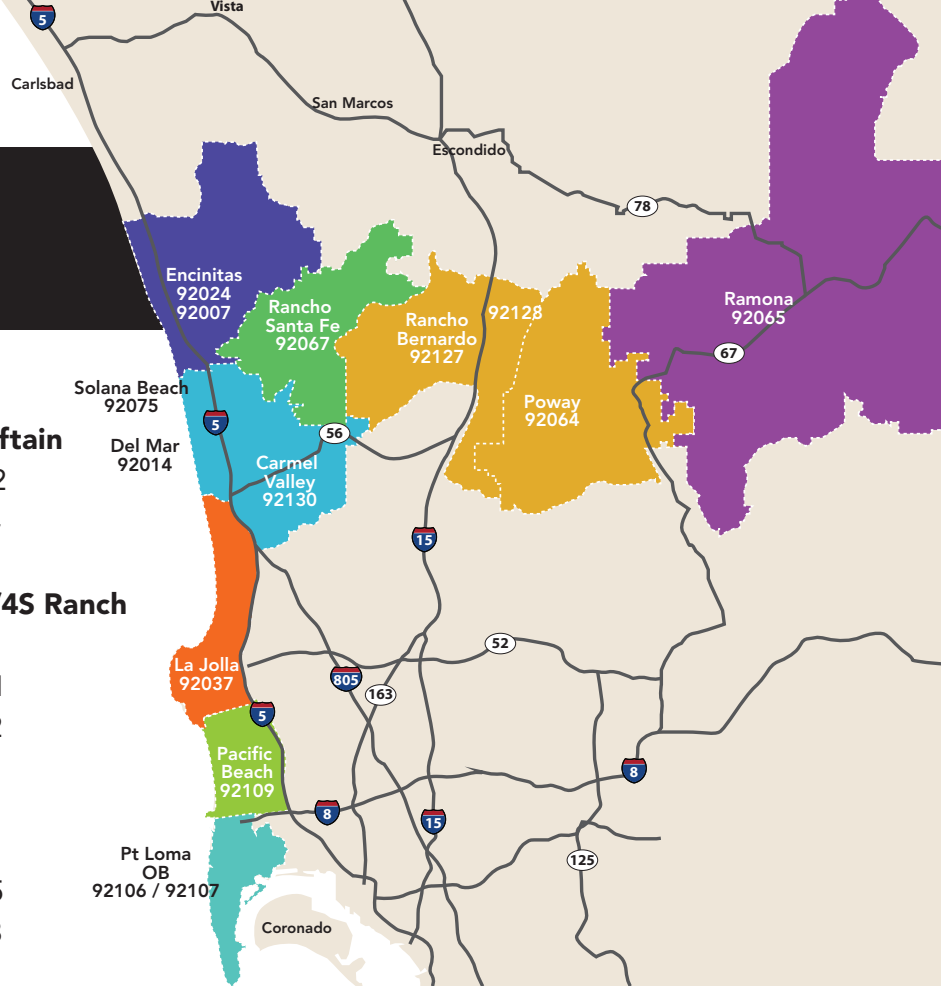 5
Vista
Carlsbad
San Marcos
Escondido
78
Encinitas
92024
92007
Rancho
Santa Fe
92067
Rancho
Bernardo
92127
92128
Ramona
92065
67
Solana Beach
92075
Poway
92064
5
56
ftain
Del Mar
92014
Carmel
Valley
92130
2
15
/4S Ranch
52
La Jolla
92037
805
163
5
2
Pacific
Beach
92109
8
8
15
Pt Loma
OB
92106 / 92107
125
5
Coronado